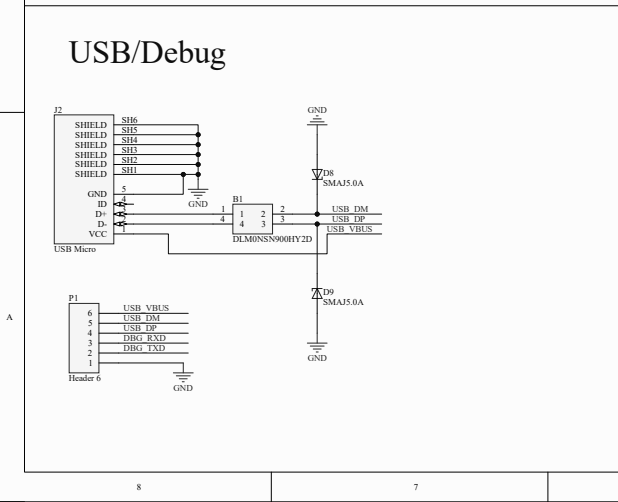 USB/Debug
J2
SHIELD SH6
SHIELD SH5
SHIELD SH4
SHIELD SH3
SHIELD SH2
SHIELD SH1
GND 5
ID 4
D+
D-
VCC 1
USB Micro
GND
B1
1 1 2 2
4 4 3 3
DLM0NSN900HY2D
GND
D8
SMAJ5.0A
USB_DM
USB_DP
USB_VBUS
D9
SMAJ5.0A
GND
P1
6 USB_VBUS
5 USB_DM
4 USB_DP
3 DBG_RXD
2 DBG_TXD
1
Header 6
GND
A
8
7